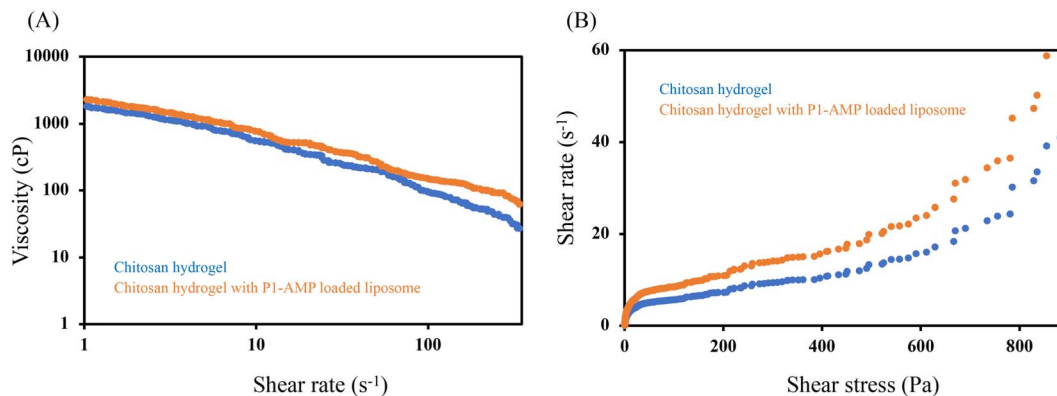 (A)
Viscosity (cP)
10000
1000
100
10
1
Chitosan hydrogel
Chitosan hydrogel with P1-AMP loaded liposome
1
10
100
Shear rate (s⁻¹)
(B)
Shear rate (s⁻¹)
60
40
20
0
Chitosan hydrogel
Chitosan hydrogel with P1-AMP loaded liposome
0
200
400
600
800
Shear stress (Pa)